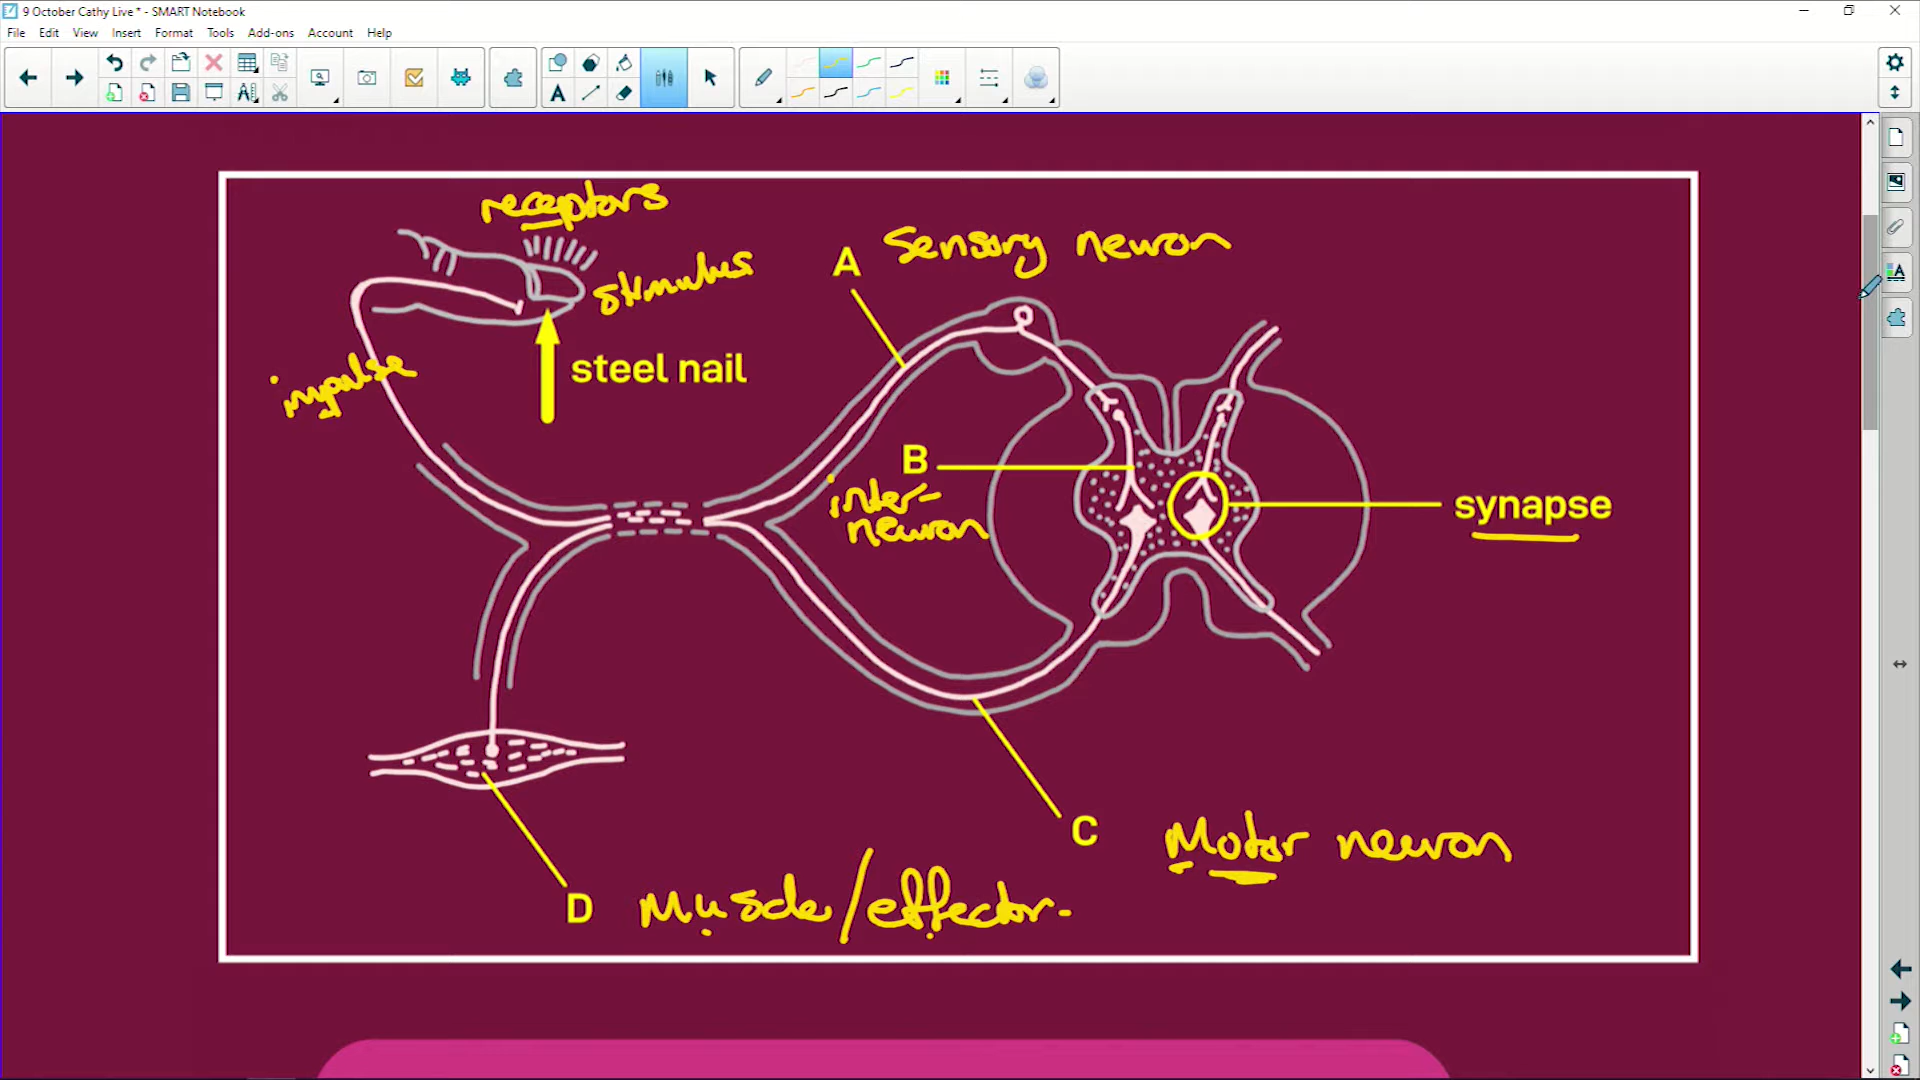 9 October Cathy Live * - SMART Notebook
File Edit View Insert Format Tools Add-ons Account Help
receptors
stimulus
steel nail
impulse
A Sensory neuron
B
inter-
neuron
synapse
C Motor neuron
D Muscle/effector.